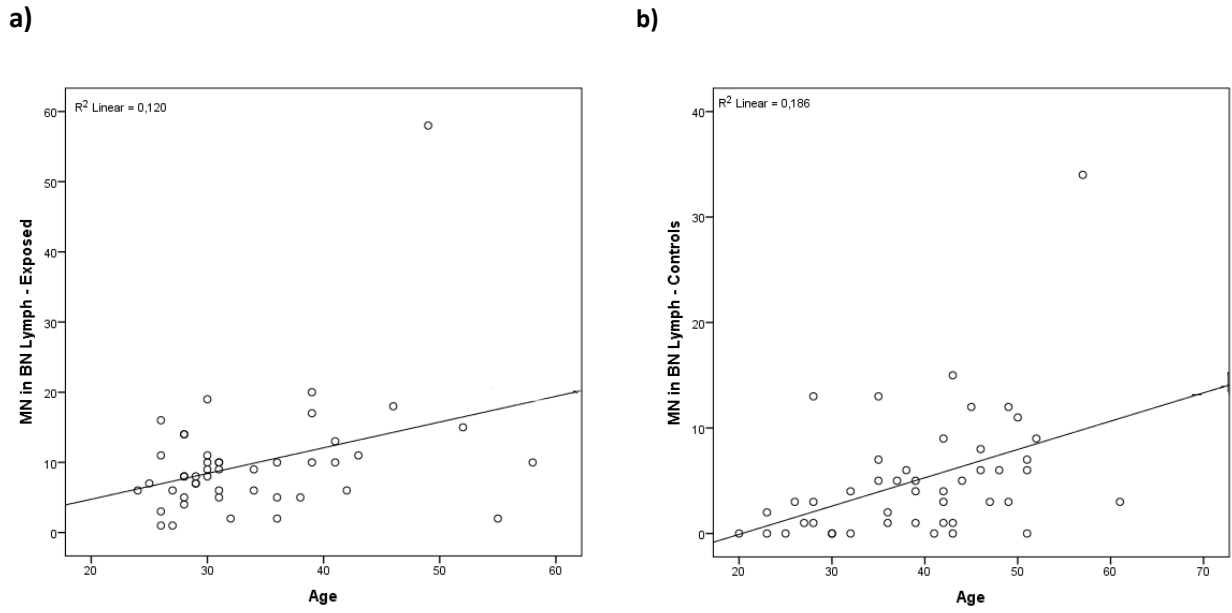 a)
R² Linear = 0,120
60
50
40
30
20
10
0
MN in BN Lymph - Exposed
20
30
40
50
60
Age
b)
R² Linear = 0,186
40
30
20
10
0
MN in BN Lymph - Controls
20
30
40
50
60
70
Age